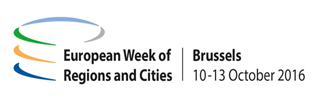 European Week of
Regions and Cities
Brussels
10-13 October 2016